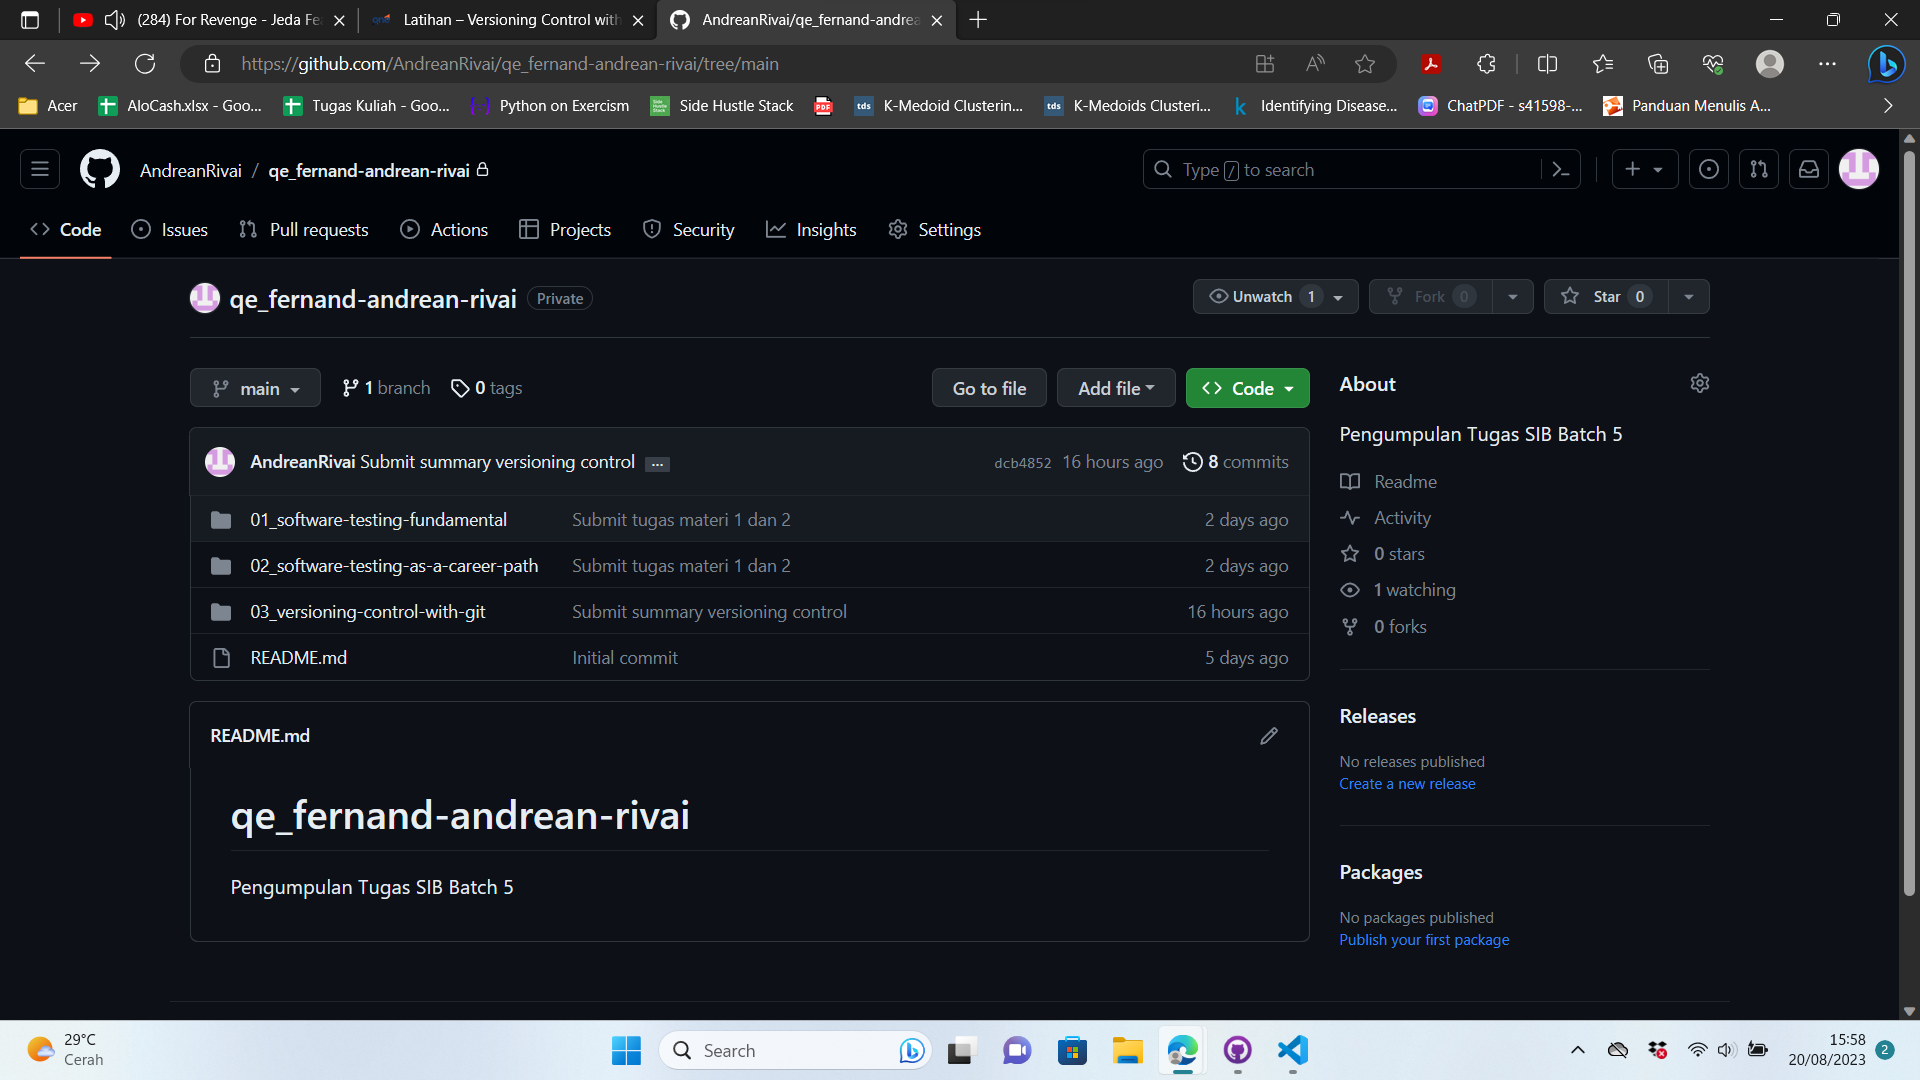 (284) For Revenge - Jeda
Latihan – Versioning Control with
AndreanRivai/qe_fernand-andrea
https://github.com/AndreanRivai/qe_fernand-andrean-rivai/tree/main
Acer
AloCash.xlsx - Goo...
Tugas Kuliah - Goo...
Python on Exercism
Side Hustle Stack
PDF
tds
K-Medoid Clusterin...
tds
K-Medoids Clusteri...
k
Identifying Disease...
ChatPDF - s41598-...
Panduan Menulis A...
AndreanRivai / qe_fernand-andrean-rivai
Type / to search
Code
Issues
Pull requests
Actions
Projects
Security
Insights
Settings
qe_fernand-andrean-rivai
Private
Unwatch 1
Fork 0
Star 0
main
1 branch
0 tags
Go to file
Add file
Code
AndreanRivai Submit summary versioning control ...
dcb4852 16 hours ago
8 commits
01_software-testing-fundamental Submit tugas materi 1 dan 2 2 days ago
02_software-testing-as-a-career-path Submit tugas materi 1 dan 2 2 days ago
03_versioning-control-with-git Submit summary versioning control 16 hours ago
README.md Initial commit 5 days ago
README.md
qe_fernand-andrean-rivai
Pengumpulan Tugas SIB Batch 5
About
Pengumpulan Tugas SIB Batch 5
Readme
Activity
0 stars
1 watching
0 forks
Releases
No releases published
Create a new release
Packages
No packages published
Publish your first package
29°C
Cerah
Search
15:58
20/08/2023
2